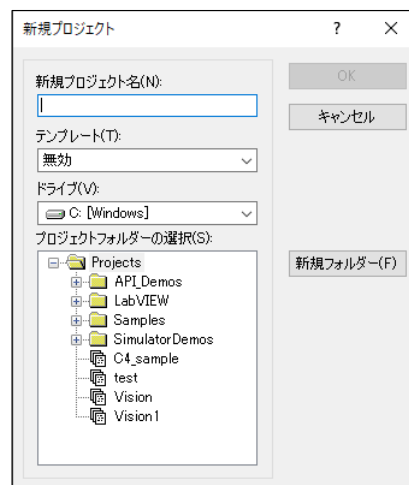 新規プロジェクト ? ×
新規プロジェクト名(N):
OK
キャンセル
テンプレート(T):
無効
ドライブ(V):
C: [Windows]
プロジェクトフォルダーの選択(S):
新規フォルダー(F)
Projects
API_Demos
LabVIEW
Samples
SimulatorDemos
C4_sample
test
Vision
Vision1